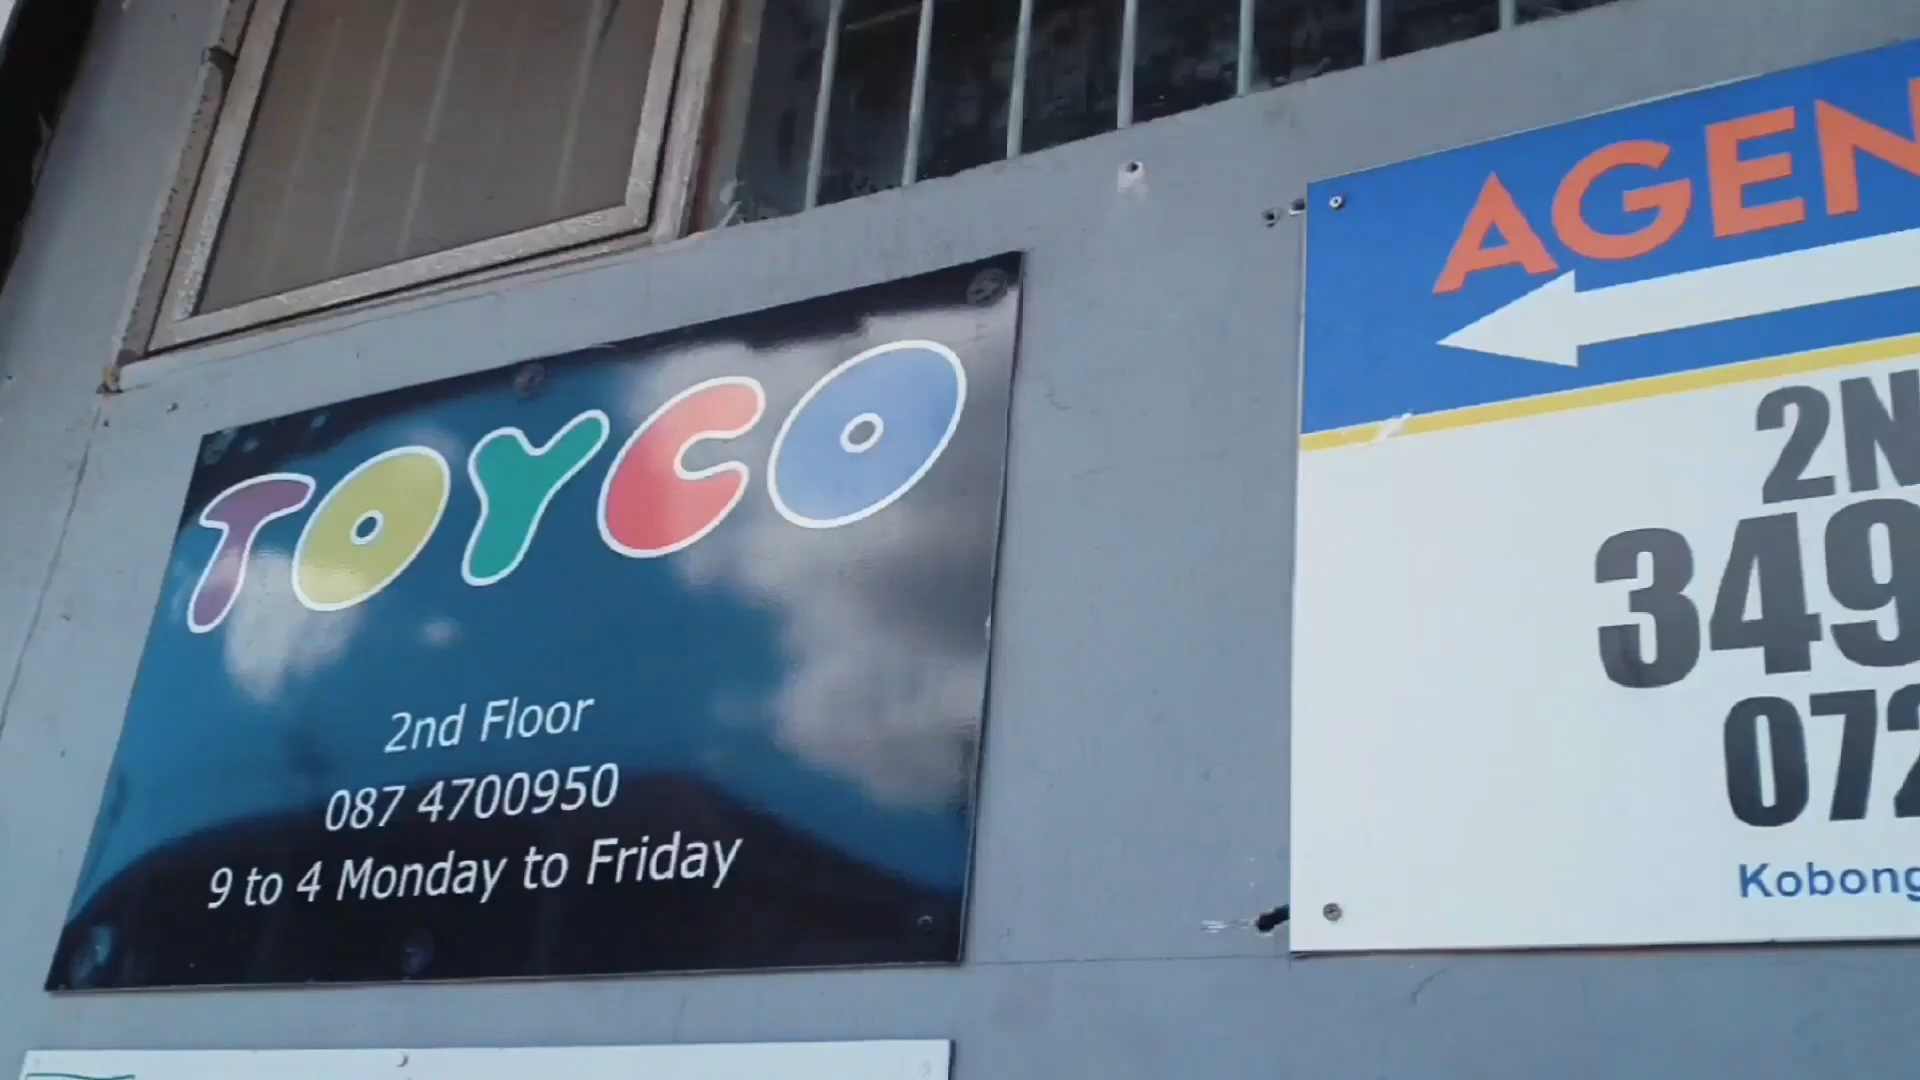 TOYCO
2nd Floor
087 4700950
9 to 4 Monday to Friday
AGEN
2N
349
072
Kobong